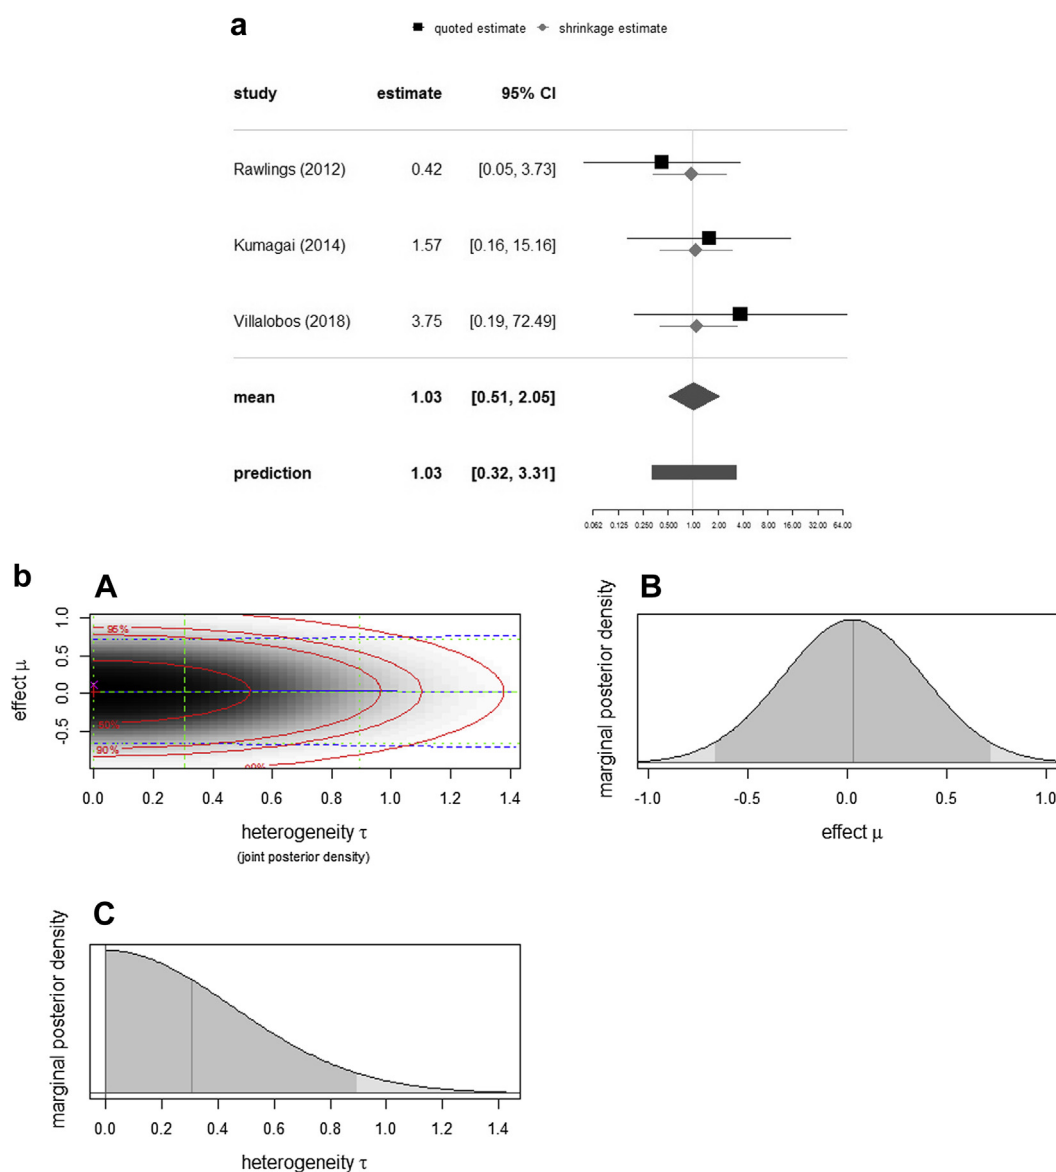 a
quoted estimate shrinkage estimate
study estimate 95% CI
Rawlings (2012) 0.42 [0.05, 3.73]
Kumagai (2014) 1.57 [0.16, 15.16]
Villalobos (2018) 3.75 [0.19, 72.49]
mean 1.03 [0.51, 2.05]
prediction 1.03 [0.32, 3.31]
0.062 0.125 0.250 0.500 1.00 2.00 4.00 8.00 16.00 32.00 64.00
b
A
effect μ
1.0
0.5
0.0
-0.5
95%
50%
90%
99%
0.0 0.2 0.4 0.6 0.8 1.0 1.2 1.4
heterogeneity τ
(joint posterior density)
B
marginal posterior density
-1.0 -0.5 0.0 0.5 1.0
effect μ
C
marginal posterior density
0.0 0.2 0.4 0.6 0.8 1.0 1.2 1.4
heterogeneity τ